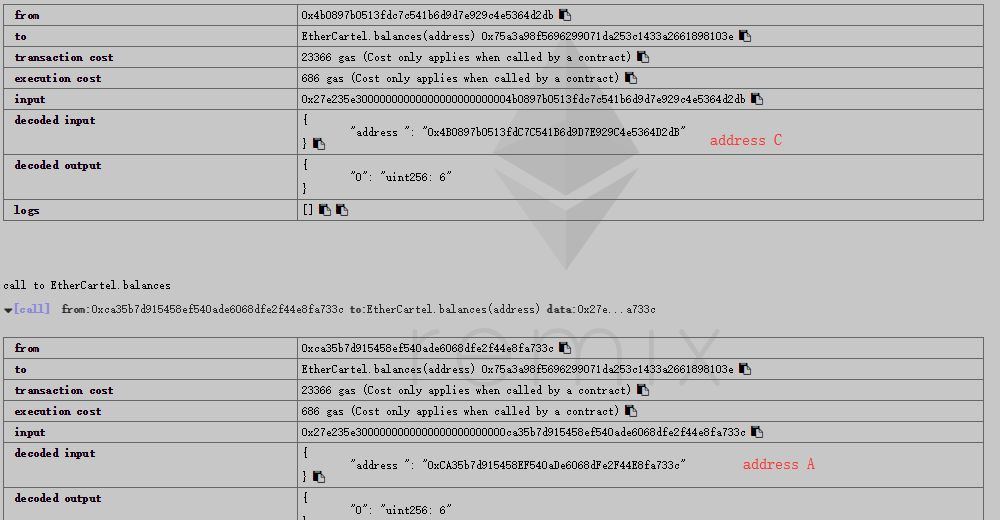 from 0x4b0897b0513fdc7c541b6d9d7e929c4e5364d2db
to EtherCartel.balances(address) 0x75a3a98f5696299071da253c1433a2661898103e
transaction cost 23366 gas (Cost only applies when called by a contract)
execution cost 686 gas (Cost only applies when called by a contract)
input 0x27e235e30000000000000000000000004b0897b0513fdc7c541b6d9d7e929c4e5364d2db
decoded input {
"address ": "0x4B0897b0513fdC7C541B6d9D7E929C4e5364D2dB"
} address C
decoded output {
"0": "uint256: 6"
}
logs []
call to EtherCartel.balances
[call] from:0xca35b7d915458ef540ade6068dfe2f44e8fa733c to:EtherCartel.balances(address) data:0x27e...a733c
remix
from 0xca35b7d915458ef540ade6068dfe2f44e8fa733c
to EtherCartel.balances(address) 0x75a3a98f5696299071da253c1433a2661898103e
transaction cost 23366 gas (Cost only applies when called by a contract)
execution cost 686 gas (Cost only applies when called by a contract)
input 0x27e235e3000000000000000000000000ca35b7d915458ef540ade6068dfe2f44e8fa733c
decoded input {
"address ": "0xCA35b7d915458EF540aDe6068dFe2F44E8fa733c" address A
}
decoded output {
"0": "uint256: 6"
}